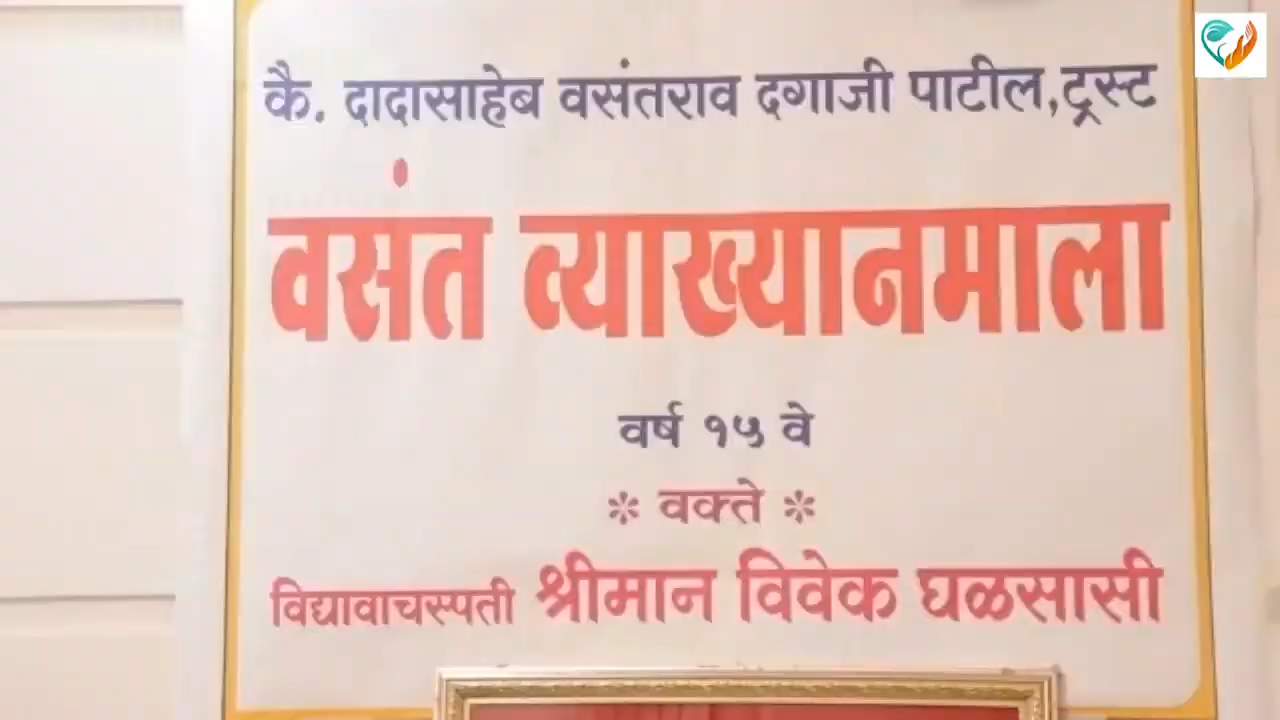 कै. दादासाहेब वसंतराव दगाजी पाटील,ट्रस्ट
वसंत व्याख्यानमाला
वर्ष १५ वे
* वक्ते *
विद्यावाचस्पती श्रीमान विवेक घळसासी